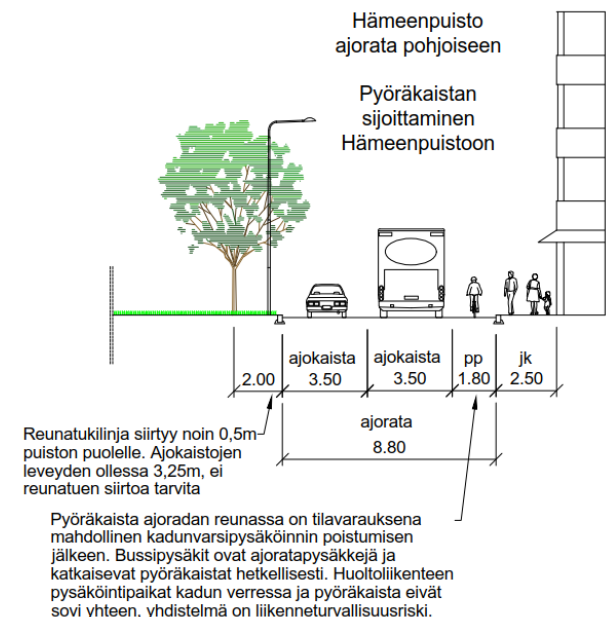 Hämeenpuisto
ajorata pohjoiseen
Pyöräkaistan
sijoittaminen
Hämeenpuistoon
ajokaista
ajokaista
pp
jk
2.00
3.50
3.50
1.80
2.50
ajorata
8.80
Reunatukilinja siirtyy noin 0,5m
puiston puolelle. Ajokaistojen
leveyden ollessa 3,25m, ei
reunatuen siirtoa tarvita
Pyöräkaista ajoradan reunassa on tilavarauksena
mahdollinen kadunvarsipysäköinnin poistumisen
jälkeen. Bussipysäkit ovat ajoratapysäkkejä ja
katkaisevat pyöräkaistat hetkellisesti. Huoltoliikenteen
pysäköintipaikat kadun verressa ja pyöräkaista eivät
sovi yhteen, yhdistelmä on liikenneturvallisuusriski.